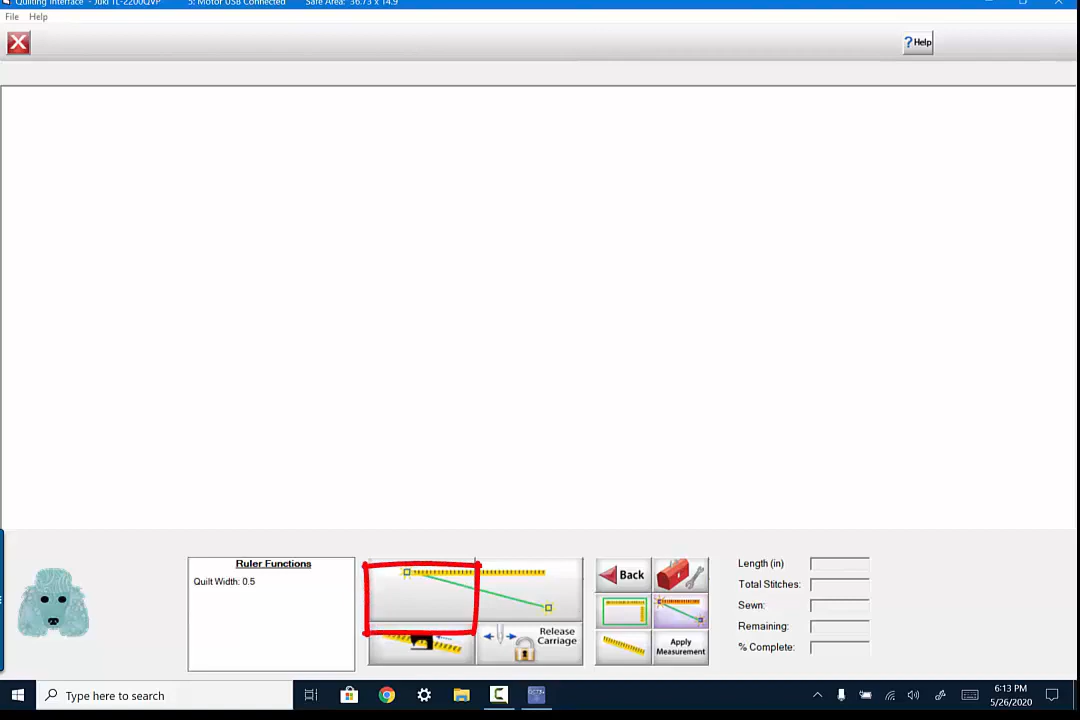 Quilting Interface - Juki TL-2200QVP 5: Motor USB Connected Safe Area: 36.73 x 14.9
File Help
? Help
Ruler Functions
Quilt Width: 0.5
Release
Carriage
Back
Apply
Measurement
Length (in)
Total Stitches:
Sewn:
Remaining:
% Complete:
Type here to search
6:13 PM
5/26/2020